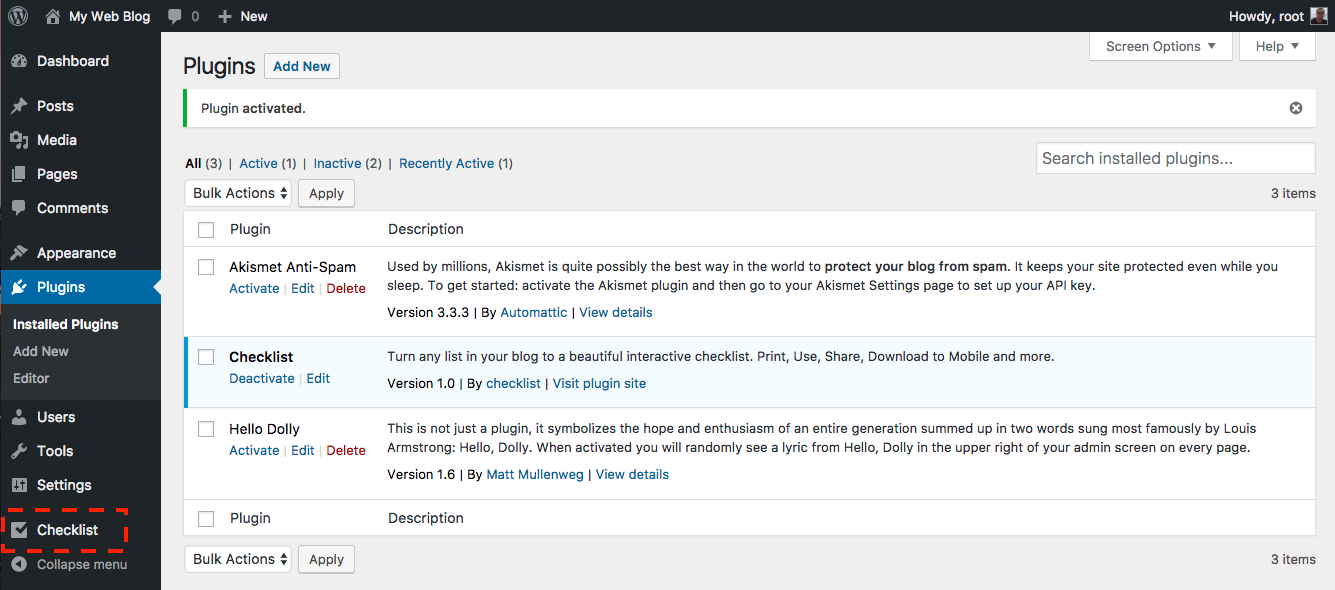 My Web Blog 0 New Howdy, root
Dashboard
Posts
Media
Pages
Comments
Appearance
Plugins
Installed Plugins
Add New
Editor
Users
Tools
Settings
Checklist
Collapse menu
Screen Options Help
Plugins Add New
Plugin activated.
All (3) | Active (1) | Inactive (2) | Recently Active (1)
Search installed plugins...
Bulk Actions Apply 3 items
Plugin Description
Akismet Anti-Spam
Activate | Edit | Delete
Used by millions, Akismet is quite possibly the best way in the world to protect your blog from spam. It keeps your site protected even while you
sleep. To get started: activate the Akismet plugin and then go to your Akismet Settings page to set up your API key.
Version 3.3.3 | By Automattic | View details
Checklist
Deactivate | Edit
Turn any list in your blog to a beautiful interactive checklist. Print, Use, Share, Download to Mobile and more.
Version 1.0 | By checklist | Visit plugin site
Hello Dolly
Activate | Edit | Delete
This is not just a plugin, it symbolizes the hope and enthusiasm of an entire generation summed up in two words sung most famously by Louis
Armstrong: Hello, Dolly. When activated you will randomly see a lyric from Hello, Dolly in the upper right of your admin screen on every page.
Version 1.6 | By Matt Mullenweg | View details
Plugin Description
Bulk Actions Apply 3 items